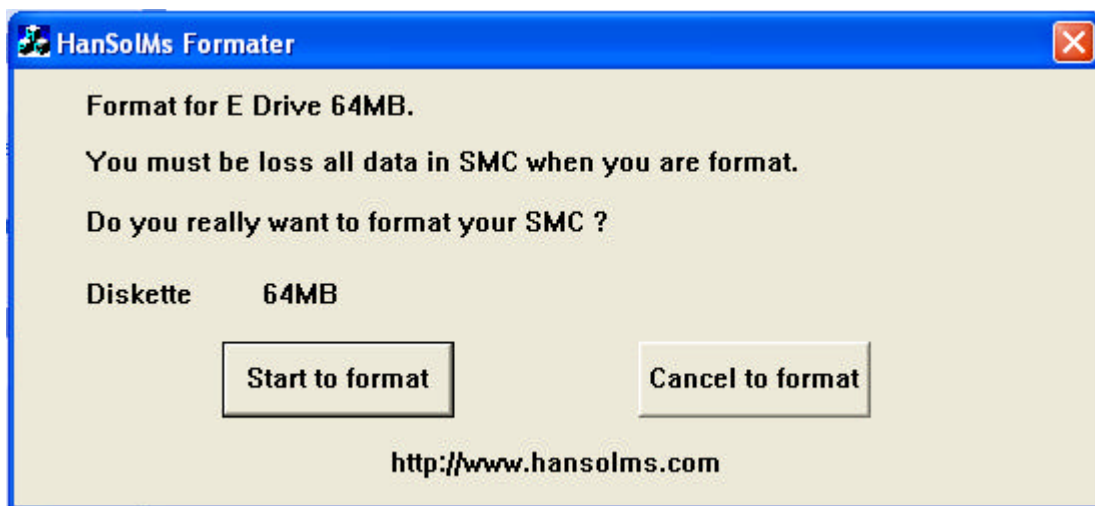 HanSolMs Formater
Format for E Drive 64MB.
You must be loss all data in SMC when you are format.
Do you really want to format your SMC ?
Diskette 64MB
Start to format Cancel to format
http://www.hansolms.com